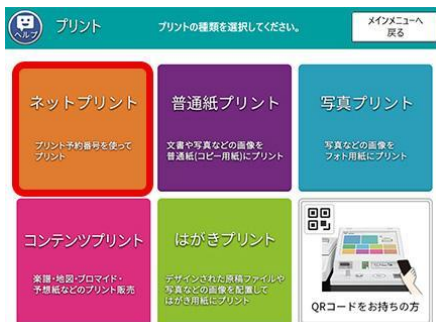 ヘルプ
プリント
プリントの種類を選択してください。
メインメニューへ
戻る
ネットプリント
プリント予約番号を使って
プリント
普通紙プリント
文書や写真などの画像を
普通紙(コピー用紙)にプリント
写真プリント
写真などの画像を
フォト用紙にプリント
コンテンツプリント
楽譜・地図・ブロマイド・
予想紙などのプリント販売
はがきプリント
デザインされた原稿ファイルや
写真などの画像を配置して
はがき用紙にプリント
QRコードをお持ちの方